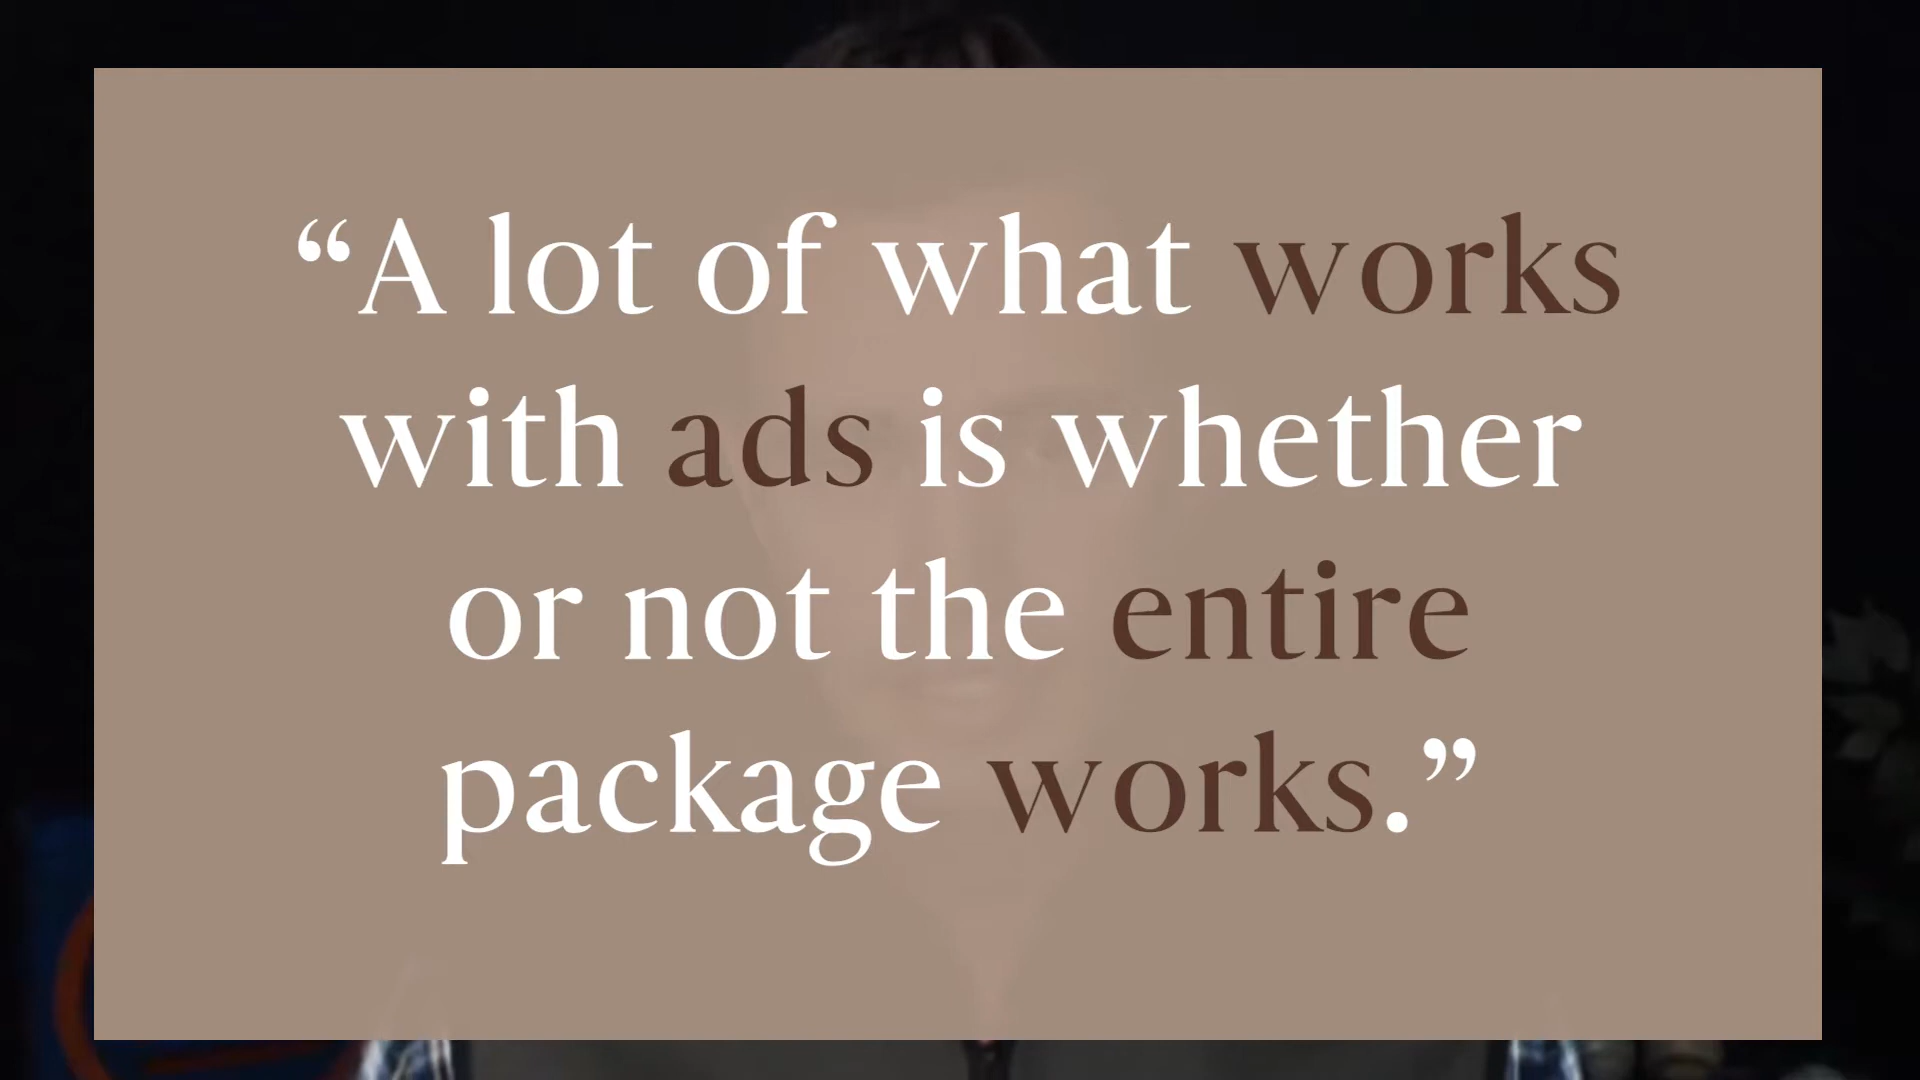 “A lot of what works
with ads is whether
or not the entire
package works.”